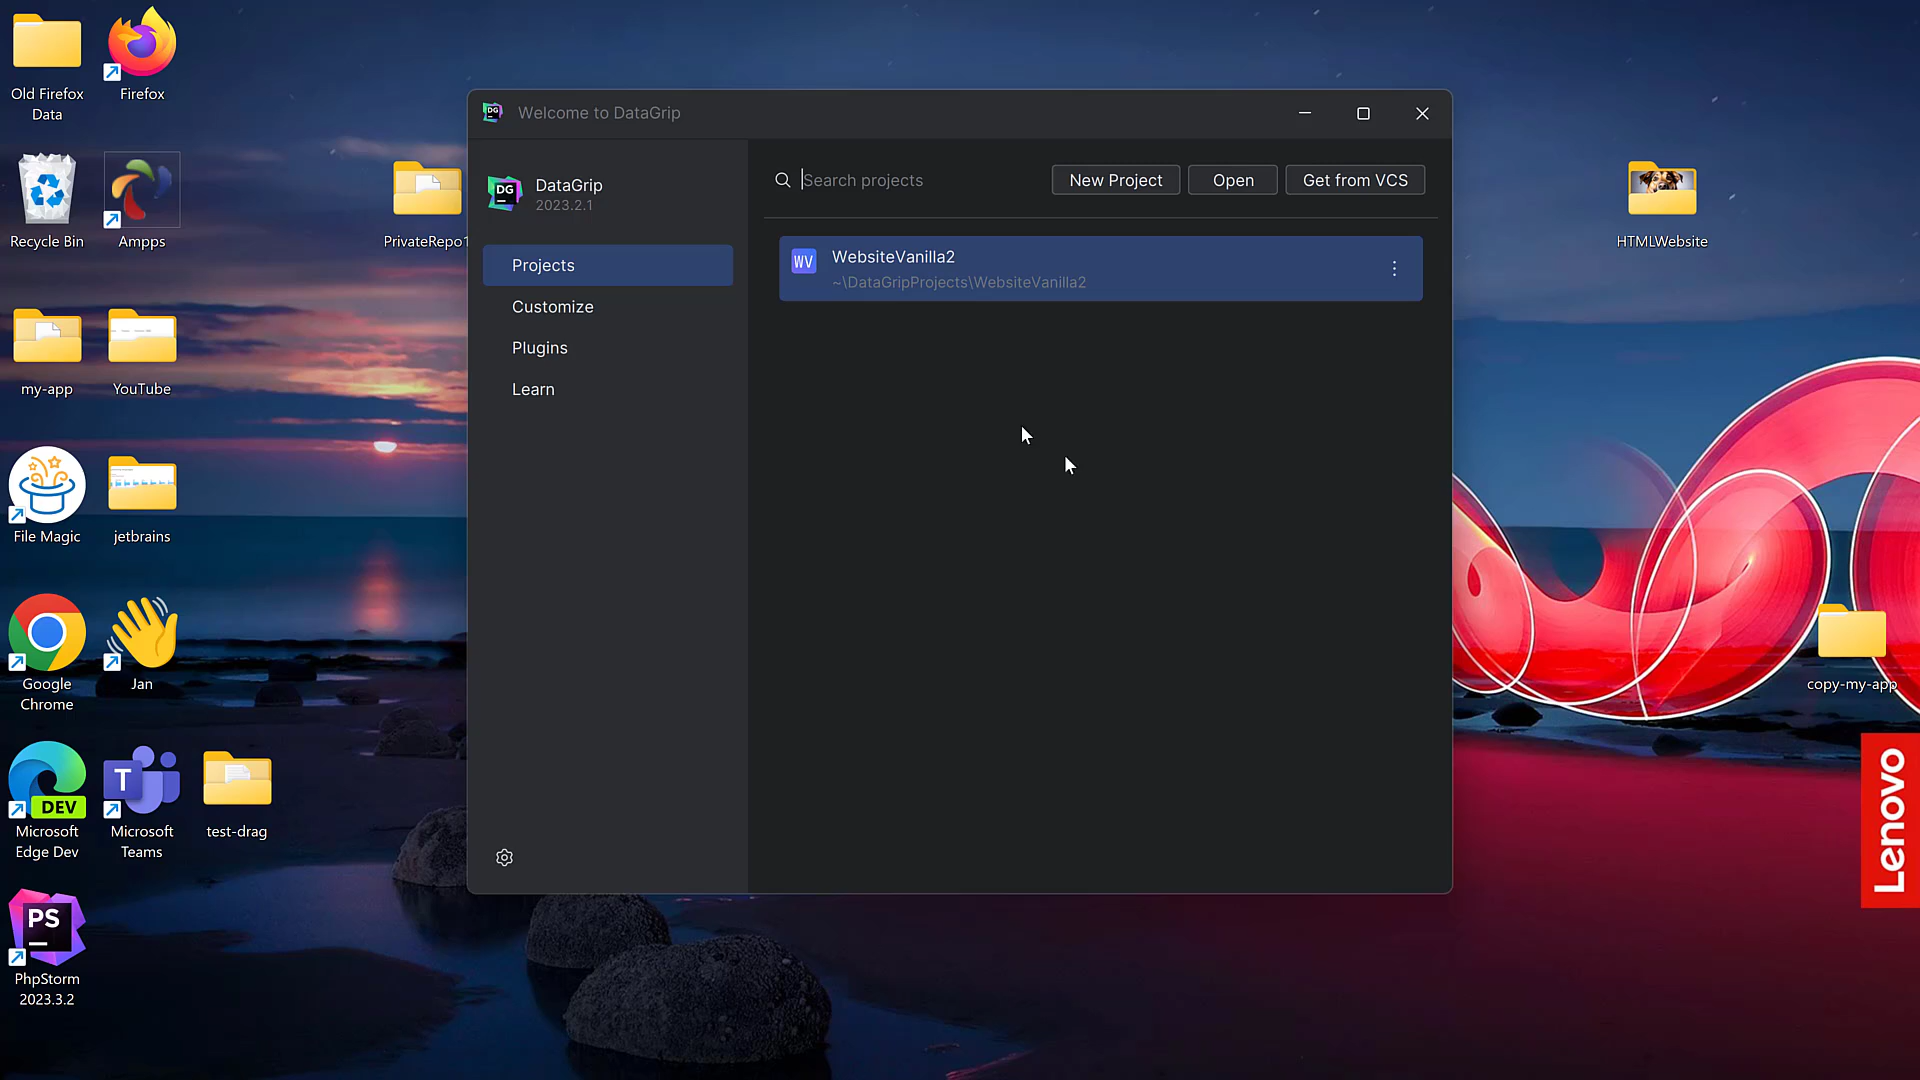 Old Firefox
Data
Firefox
Recycle Bin
Ampps
PrivateRepo1
my-app
YouTube
File Magic
jetbrains
Google
Chrome
Jan
DEV
Microsoft
Edge Dev
T
Microsoft
Teams
test-drag
PS
PhpStorm
2023.3.2
DG
Welcome to DataGrip
DG
DataGrip
2023.2.1
Projects
Customize
Plugins
Learn
Search projects
New Project
Open
Get from VCS
WV
WebsiteVanilla2
~\DataGripProjects\WebsiteVanilla2
HTMLWebsite
copy-my-app
Lenovo